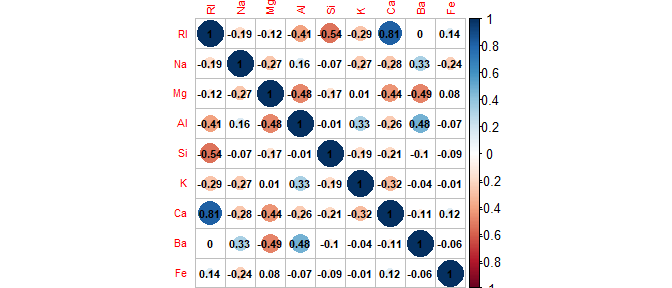 RI Na Mg Al Si K Ca Ba Fe
RI 1 -0.19 -0.12 -0.41 -0.54 -0.29 0.81 0 0.14
Na -0.19 1 -0.27 0.16 -0.07 -0.27 -0.28 0.33 -0.24
Mg -0.12 -0.27 1 -0.48 -0.17 0.01 -0.44 -0.49 0.08
Al -0.41 0.16 -0.48 1 -0.01 0.33 -0.26 0.48 -0.07
Si -0.54 -0.07 -0.17 -0.01 1 -0.19 -0.21 -0.1 -0.09
K -0.29 -0.27 0.01 0.33 -0.19 1 -0.32 -0.04 -0.01
Ca 0.81 -0.28 -0.44 -0.26 -0.21 -0.32 1 -0.11 0.12
Ba 0 0.33 -0.49 0.48 -0.1 -0.04 -0.11 1 -0.06
Fe 0.14 -0.24 0.08 -0.07 -0.09 -0.01 0.12 -0.06 1
1
0.8
0.6
0.4
0.2
0
-0.2
-0.4
-0.6
-0.8
-1